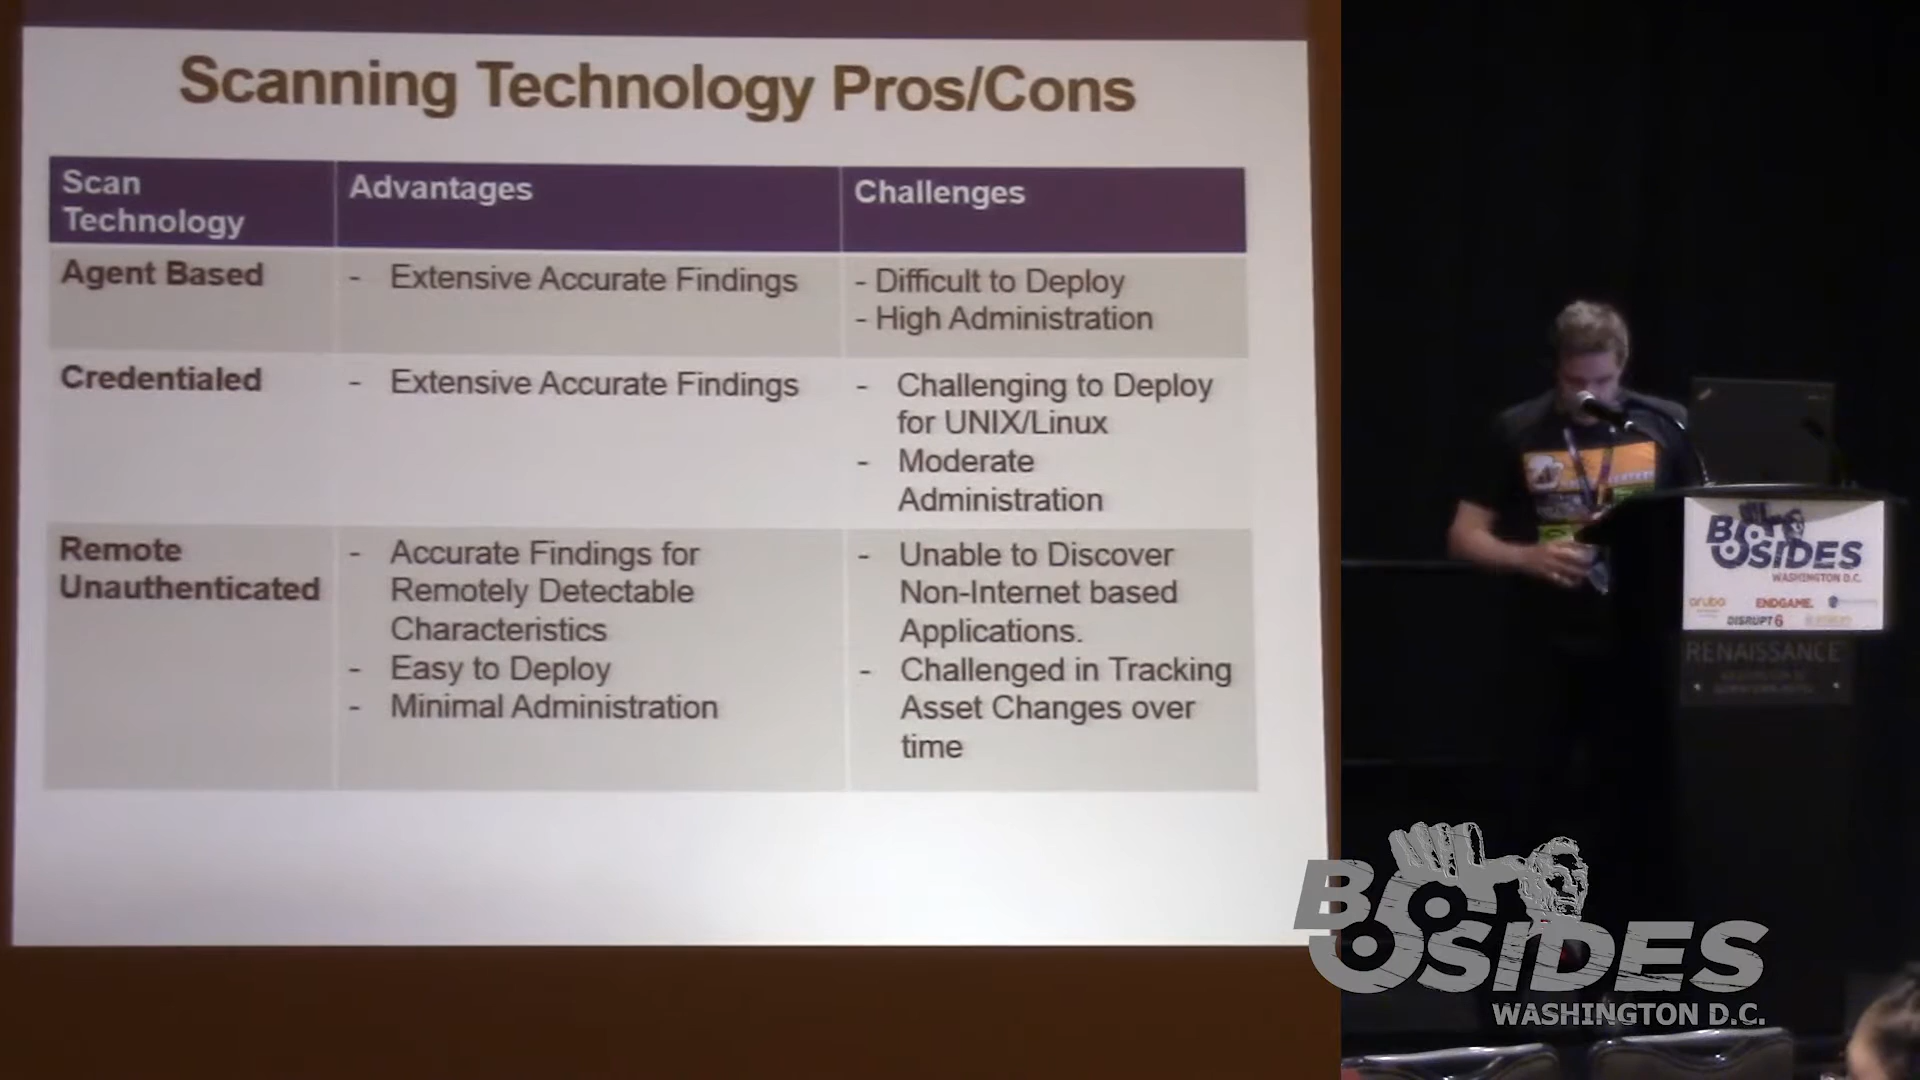 Scanning Technology Pros/Cons
Scan
Technology
Advantages
Challenges
Agent Based
- Extensive Accurate Findings
- Difficult to Deploy
- High Administration
Credentialed
- Extensive Accurate Findings
- Challenging to Deploy
for UNIX/Linux
- Moderate
Administration
Remote
Unauthenticated
- Accurate Findings for
Remotely Detectable
Characteristics
- Easy to Deploy
- Minimal Administration
- Unable to Discover
Non-Internet based
Applications.
- Challenged in Tracking
Asset Changes over
time
BSIDES
WASHINGTON D.C.
aruba
ENDGAME.
DISRUPT6
RENAISSANCE
BSIDES
WASHINGTON D.C.